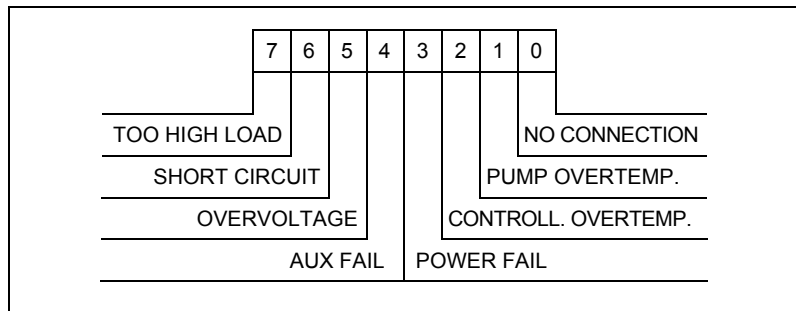 7 6 5 4 3 2 1 0
TOO HIGH LOAD NO CONNECTION
SHORT CIRCUIT PUMP OVERTEMP.
OVERVOLTAGE CONTROLL. OVERTEMP.
AUX FAIL POWER FAIL